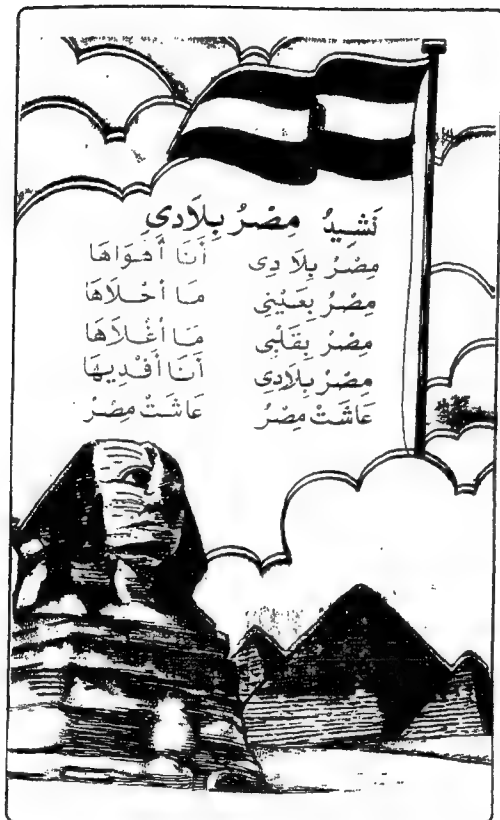 نَشِيدُ مِصْرُ بِلَادِى
مِصْرُ بِلَادِى أَنَا أَهْوَاهَا
مِصْرُ بِعَيْنِى مَا أَحْلَاهَا
مِصْرُ بِقَلْبِى مَا أَغْلَاهَا
مِصْرُ بِلَادِى أَنَا أَفْدِيهَا
عَاشَتْ مِصْرُ عَاشَتْ مِصْرُ